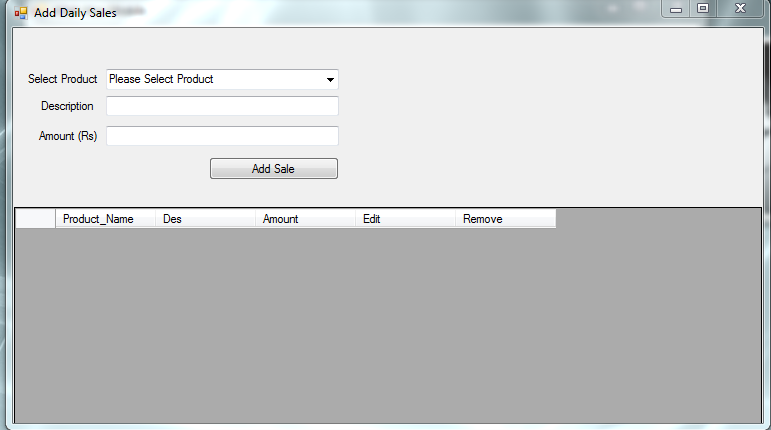 Add Daily Sales
Select Product Please Select Product
Description
Amount (Rs)
Add Sale
Product_Name Des Amount Edit Remove